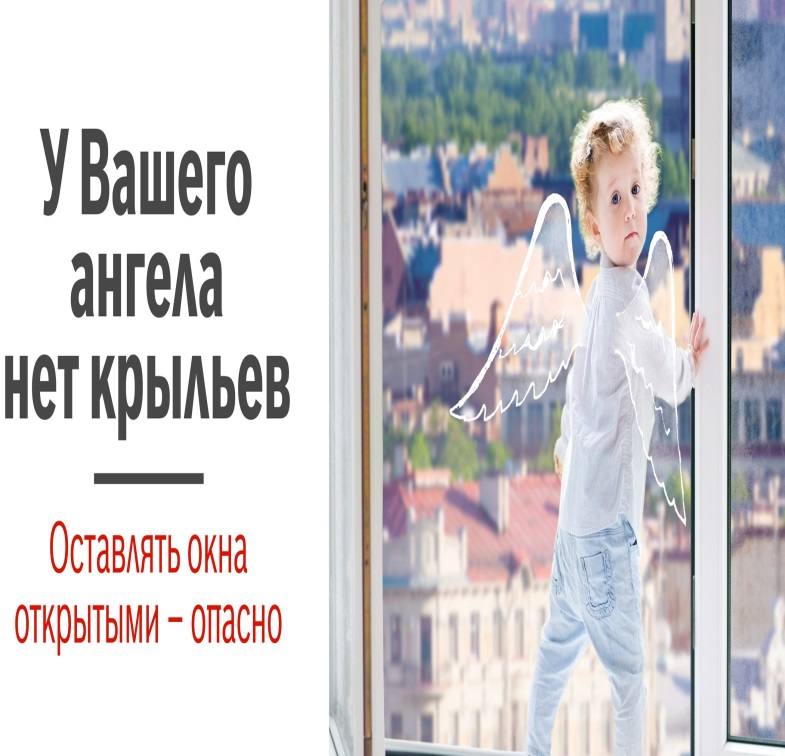 У Вашего
ангела
нет крыльев
Оставлять окна
открытыми – опасно